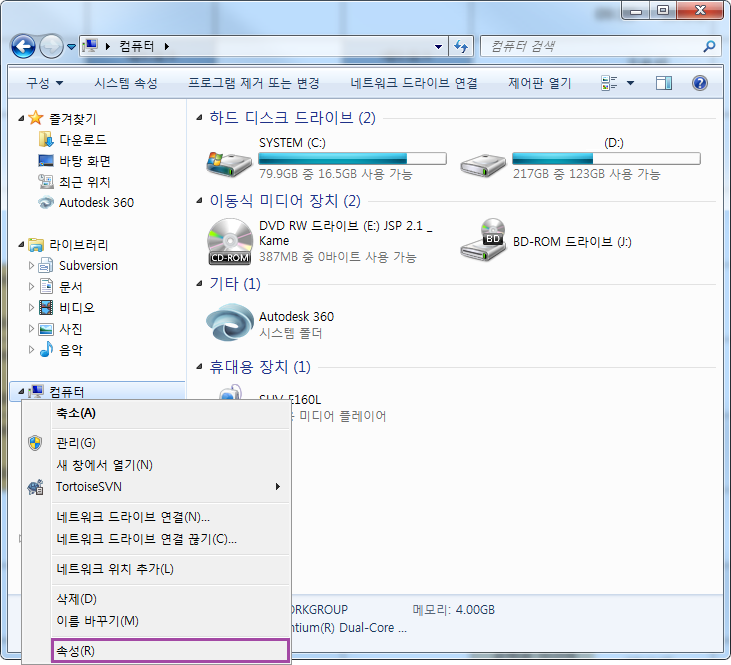 컴퓨터
컴퓨터 검색
구성
시스템 속성
프로그램 제거 또는 변경
네트워크 드라이브 연결
제어판 열기
즐겨찾기
다운로드
바탕 화면
최근 위치
Autodesk 360
라이브러리
Subversion
문서
비디오
사진
음악
컴퓨터
하드 디스크 드라이브 (2)
SYSTEM (C:)
79.9GB 중 16.5GB 사용 가능
(D:)
217GB 중 123GB 사용 가능
이동식 미디어 장치 (2)
DVD RW 드라이브 (E:) JSP 2.1 _
Kame
387MB 중 0바이트 사용 가능
CD-ROM
BD
BD-ROM 드라이브 (J:)
기타 (1)
Autodesk 360
시스템 폴더
휴대용 장치 (1)
E160L
미디어 플레이어
축소(A)
관리(G)
새 창에서 열기(N)
TortoiseSVN
네트워크 드라이브 연결(N)...
네트워크 드라이브 연결 끊기(C)...
네트워크 위치 추가(L)
삭제(D)
이름 바꾸기(M)
속성(R)
ORKGROUP
메모리: 4.00GB
ntium(R) Dual-Core ...